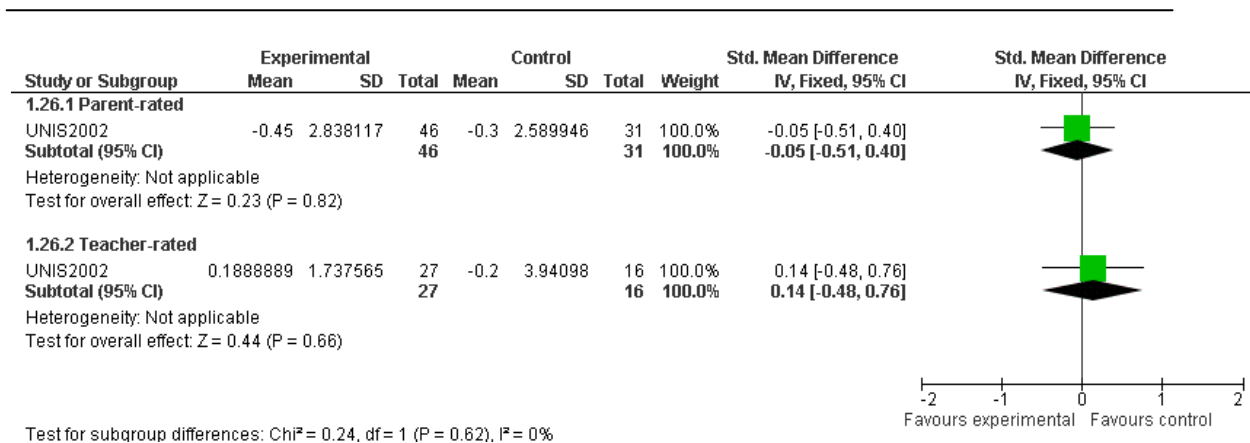 Experimental Control Std. Mean Difference Std. Mean Difference
Study or Subgroup Mean SD Total Mean SD Total Weight IV, Fixed, 95% CI IV, Fixed, 95% CI
1.26.1 Parent-rated
UNIS2002 -0.45 2.838117 46 -0.3 2.589946 31 100.0% -0.05 [-0.51, 0.40]
Subtotal (95% CI) 46 31 100.0% -0.05 [-0.51, 0.40]
Heterogeneity: Not applicable
Test for overall effect: Z = 0.23 (P = 0.82)
1.26.2 Teacher-rated
UNIS2002 0.1888889 1.737565 27 -0.2 3.94098 16 100.0% 0.14 [-0.48, 0.76]
Subtotal (95% CI) 27 16 100.0% 0.14 [-0.48, 0.76]
Heterogeneity: Not applicable
Test for overall effect: Z = 0.44 (P = 0.66)
-2 -1 0 1 2
Favours experimental Favours control
Test for subgroup differences: Chi² = 0.24, df = 1 (P = 0.62), I² = 0%